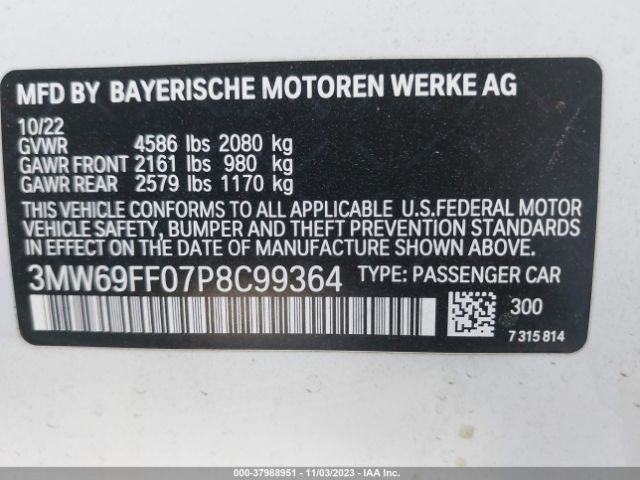 MFD BY BAYERISCHE MOTOREN WERKE AG
10/22
GVWR 4586 lbs 2080 kg
GAWR FRONT 2161 lbs 980 kg
GAWR REAR 2579 lbs 1170 kg
THIS VEHICLE CONFORMS TO ALL APPLICABLE U.S.FEDERAL MOTOR
VEHICLE SAFETY, BUMPER AND THEFT PREVENTION STANDARDS
IN EFFECT ON THE DATE OF MANUFACTURE SHOWN ABOVE.
3MW69FF07P8C99364 TYPE: PASSENGER CAR
300
7 315 814
© COPY: 37988951 - 11/03/2023 - IAA Inc.